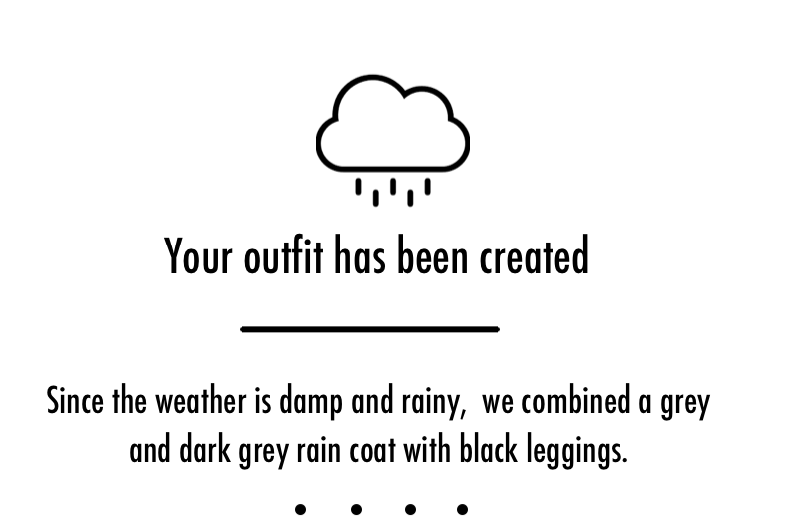 Your outfit has been created
Since the weather is damp and rainy,  we combined a grey
and dark grey rain coat with black leggings.